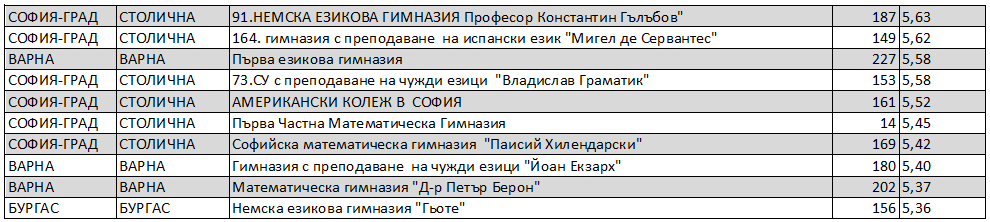 СОФИЯ-ГРАД СТОЛИЧНА 91.НЕМСКА ЕЗИКОВА ГИМНАЗИЯ Професор Константин Гълъбов" 187 5,63
СОФИЯ-ГРАД СТОЛИЧНА 164. гимназия с преподаване на испански език "Мигел де Сервантес" 149 5,62
ВАРНА ВАРНА Първа езикова гимназия 227 5,58
СОФИЯ-ГРАД СТОЛИЧНА 73.СУ с преподаване на чужди езици "Владислав Граматик" 153 5,58
СОФИЯ-ГРАД СТОЛИЧНА АМЕРИКАНСКИ КОЛЕЖ В СОФИЯ 161 5,52
СОФИЯ-ГРАД СТОЛИЧНА Първа Частна Математическа Гимназия 14 5,45
СОФИЯ-ГРАД СТОЛИЧНА Софийска математическа гимназия "Паисий Хилендарски" 169 5,42
ВАРНА ВАРНА Гимназия с преподаване на чужди езици "Йоан Екзарх" 180 5,40
ВАРНА ВАРНА Математическа гимназия "Д-р Петър Берон" 202 5,37
БУРГАС БУРГАС Немска езикова гимназия "Гьоте" 156 5,36